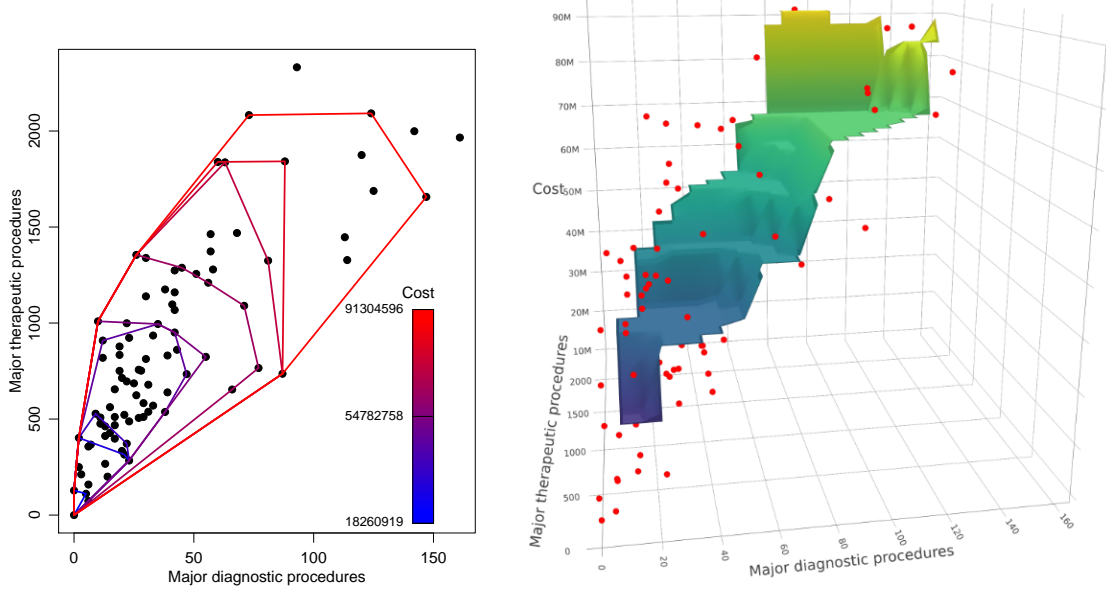 Major therapeutic procedures
2000
1500
1000
500
0
Cost
91304596
54782758
18260919
0
50
100
150
Major diagnostic procedures
90M
80M
70M
60M
Cost
50M
40M
30M
20M
10M
2000
1500
1000
500
0
Major therapeutic procedures
0
20
40
60
80
100
120
140
160
Major diagnostic procedures